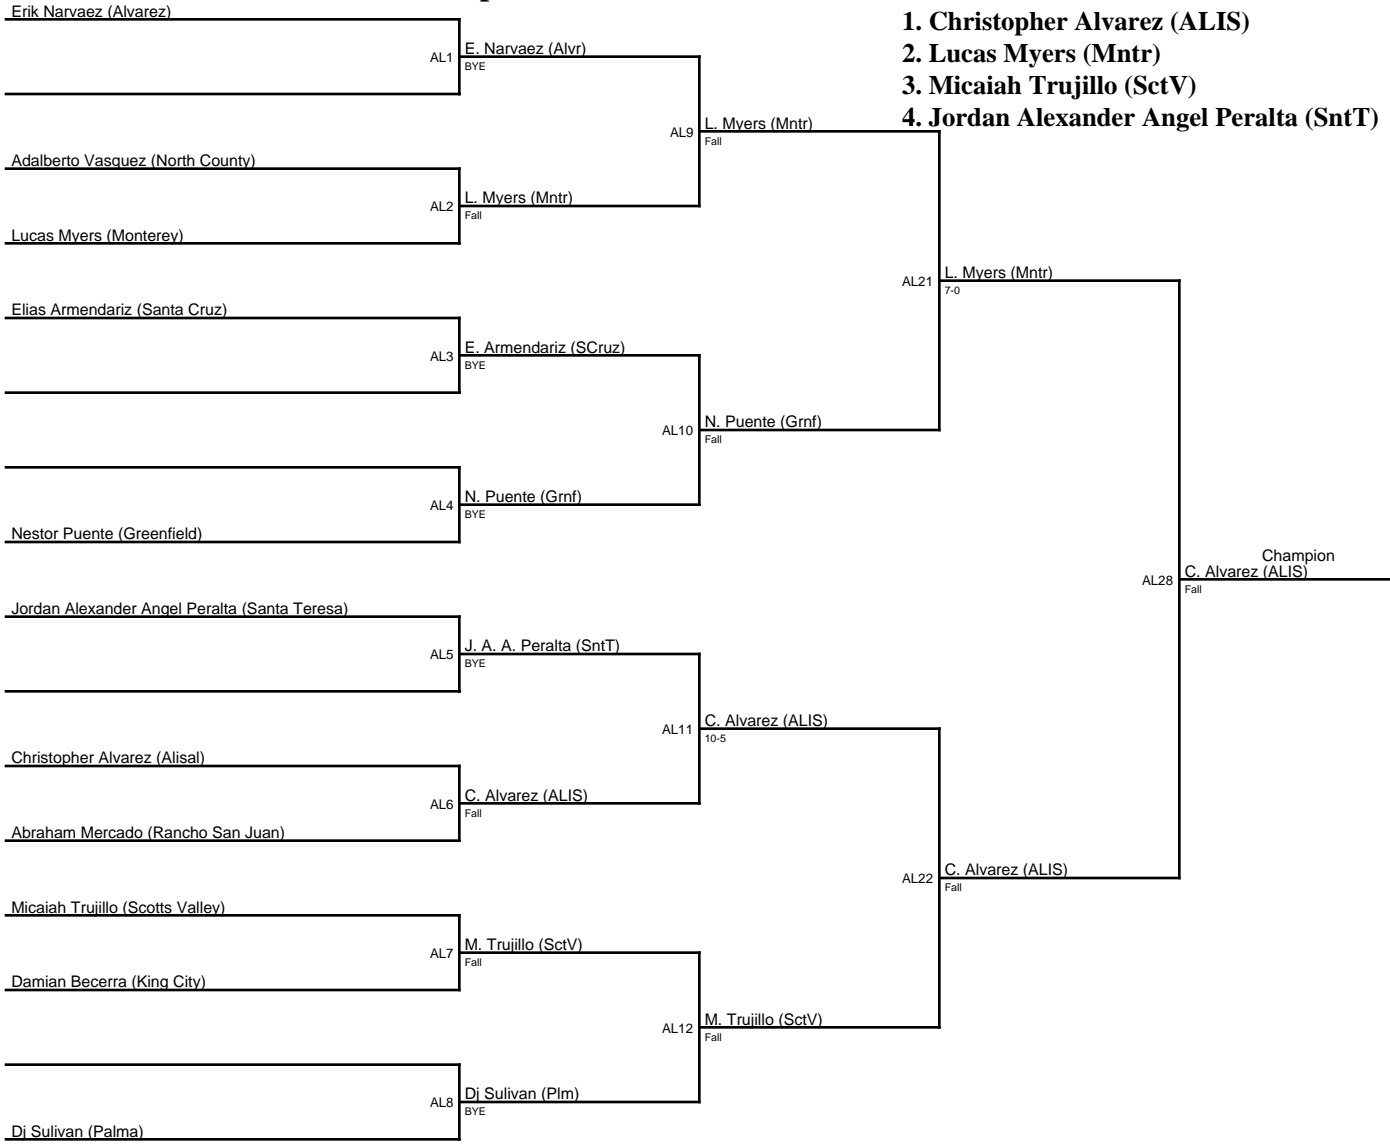 Erik Narvaez (Alvarez)
1. Christopher Alvarez (ALIS)
2. Lucas Myers (Mntr)
3. Micaiah Trujillo (SctV)
4. Jordan Alexander Angel Peralta (SntT)
AL1
E. Narvaez (Alvr)
BYE
AL9
L. Myers (Mntr)
Fall
Adalberto Vasquez (North County)
AL2
L. Myers (Mntr)
Fall
Lucas Myers (Monterey)
AL21
L. Myers (Mntr)
7-0
Elias Armendariz (Santa Cruz)
AL3
E. Armendariz (SCruz)
BYE
AL10
N. Puente (Grnf)
Fall
AL4
N. Puente (Grnf)
BYE
Nestor Puente (Greenfield)
Champion
AL28
C. Alvarez (ALIS)
Fall
Jordan Alexander Angel Peralta (Santa Teresa)
AL5
J. A. A. Peralta (SntT)
BYE
AL11
C. Alvarez (ALIS)
10-5
Christopher Alvarez (Alisal)
AL6
C. Alvarez (ALIS)
Fall
Abraham Mercado (Rancho San Juan)
AL22
C. Alvarez (ALIS)
Fall
Micaiah Trujillo (Scotts Valley)
AL7
M. Trujillo (SctV)
Fall
Damian Becerra (King City)
AL12
M. Trujillo (SctV)
Fall
AL8
Dj Sulivan (Plm)
BYE
Dj Sulivan (Palma)